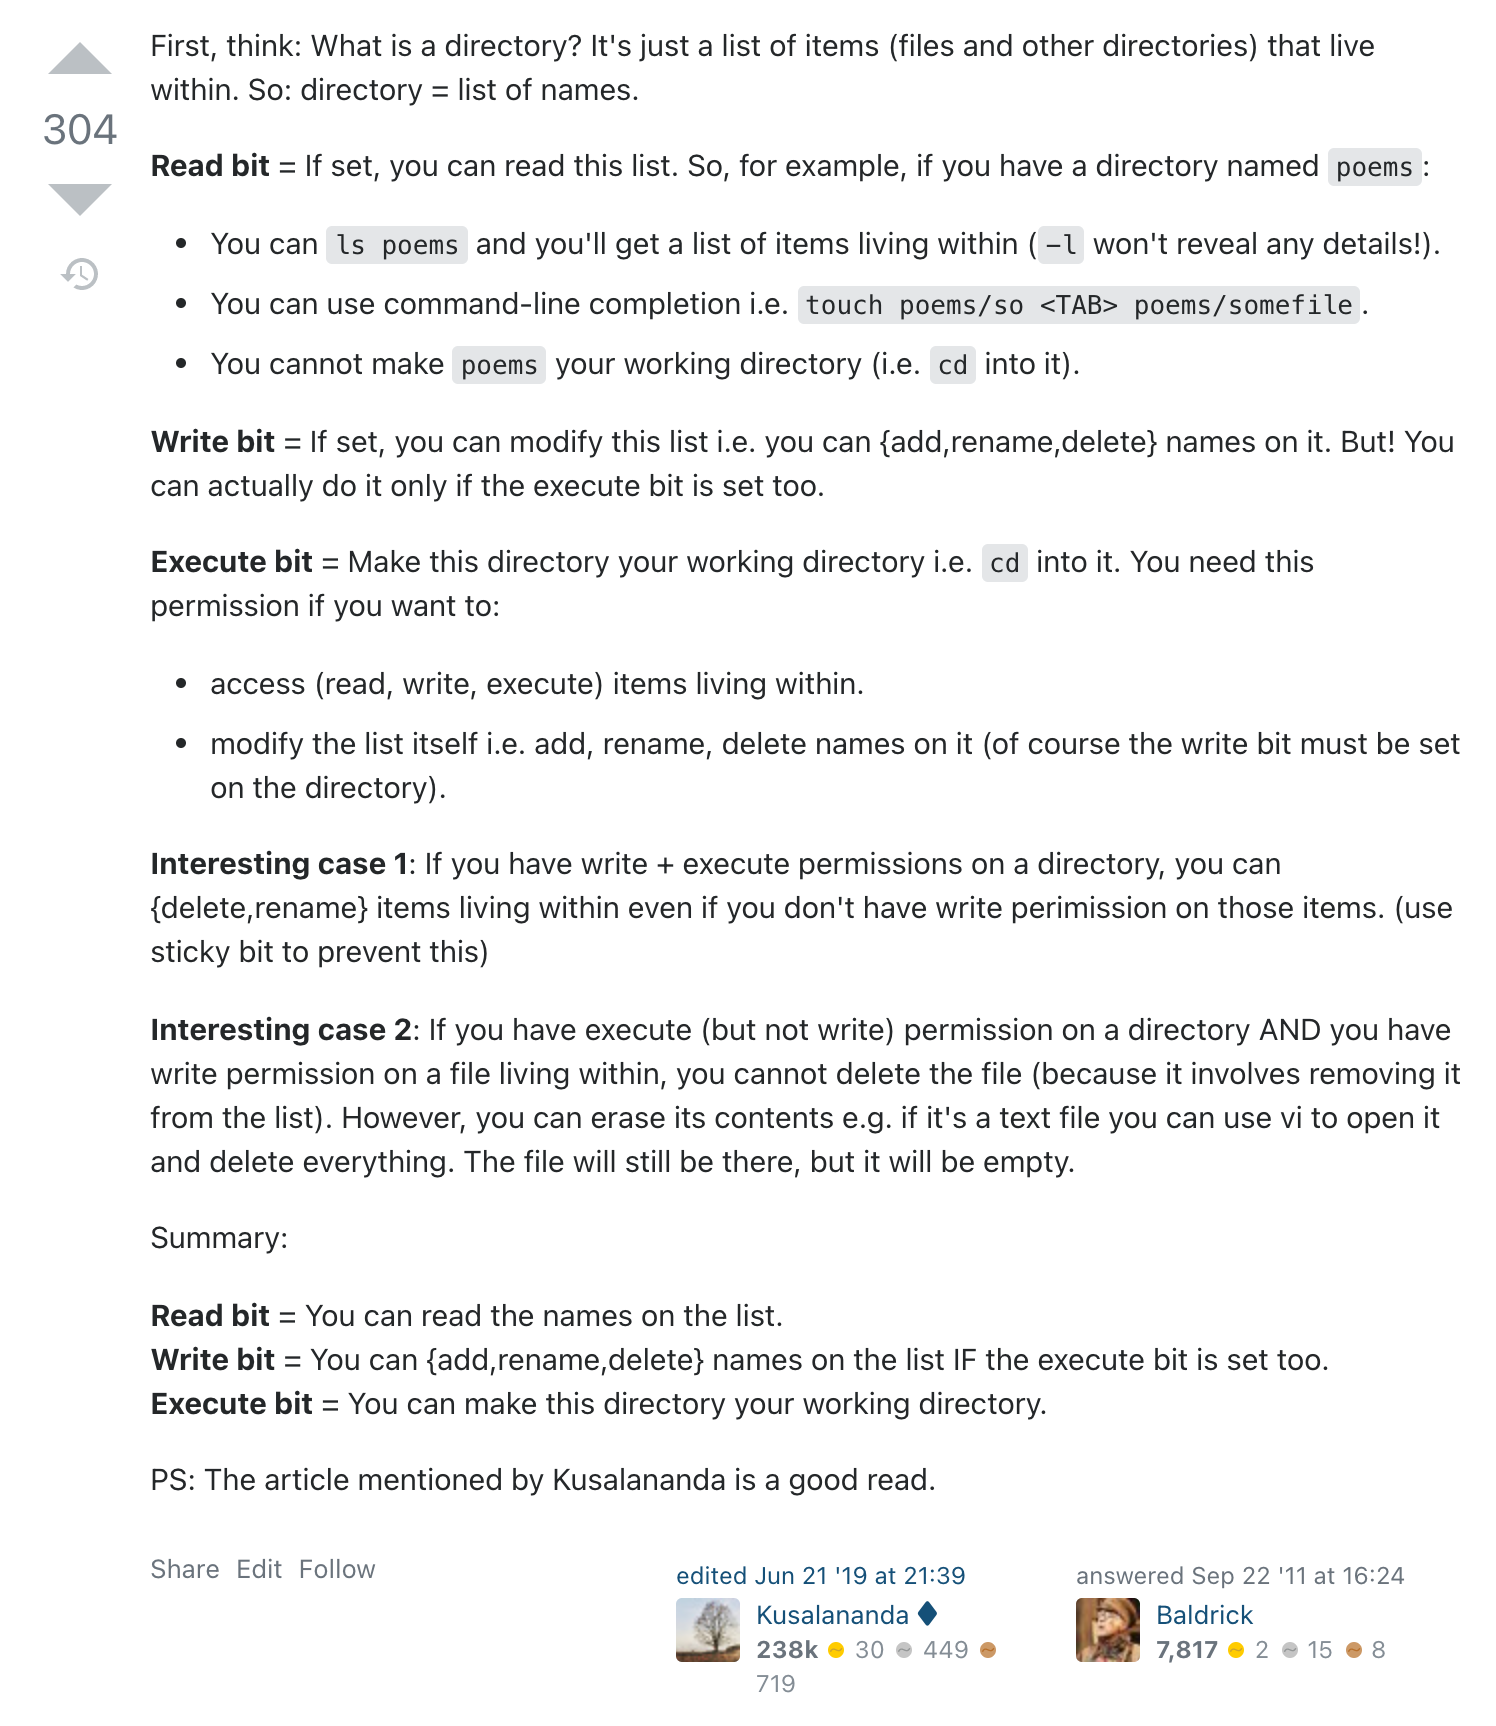 First, think: What is a directory? It's just a list of items (files and other directories) that live
within. So: directory = list of names.
304
Read bit = If set, you can read this list. So, for example, if you have a directory named poems:
• You can ls poems and you'll get a list of items living within (-l won't reveal any details!).
• You can use command-line completion i.e. touch poems/so <TAB> poems/somefile.
• You cannot make poems your working directory (i.e. cd into it).
Write bit = If set, you can modify this list i.e. you can {add,rename,delete} names on it. But! You
can actually do it only if the execute bit is set too.
Execute bit = Make this directory your working directory i.e. cd into it. You need this
permission if you want to:
• access (read, write, execute) items living within.
• modify the list itself i.e. add, rename, delete names on it (of course the write bit must be set
on the directory).
Interesting case 1: If you have write + execute permissions on a directory, you can
{delete,rename} items living within even if you don't have write perimission on those items. (use
sticky bit to prevent this)
Interesting case 2: If you have execute (but not write) permission on a directory AND you have
write permission on a file living within, you cannot delete the file (because it involves removing it
from the list). However, you can erase its contents e.g. if it's a text file you can use vi to open it
and delete everything. The file will still be there, but it will be empty.
Summary:
Read bit = You can read the names on the list.
Write bit = You can {add,rename,delete} names on the list IF the execute bit is set too.
Execute bit = You can make this directory your working directory.
PS: The article mentioned by Kusalananda is a good read.
Share Edit Follow
edited Jun 21 '19 at 21:39
Kusalananda ♦
238k 30 449
719
answered Sep 22 '11 at 16:24
Baldrick
7,817 2 15 8